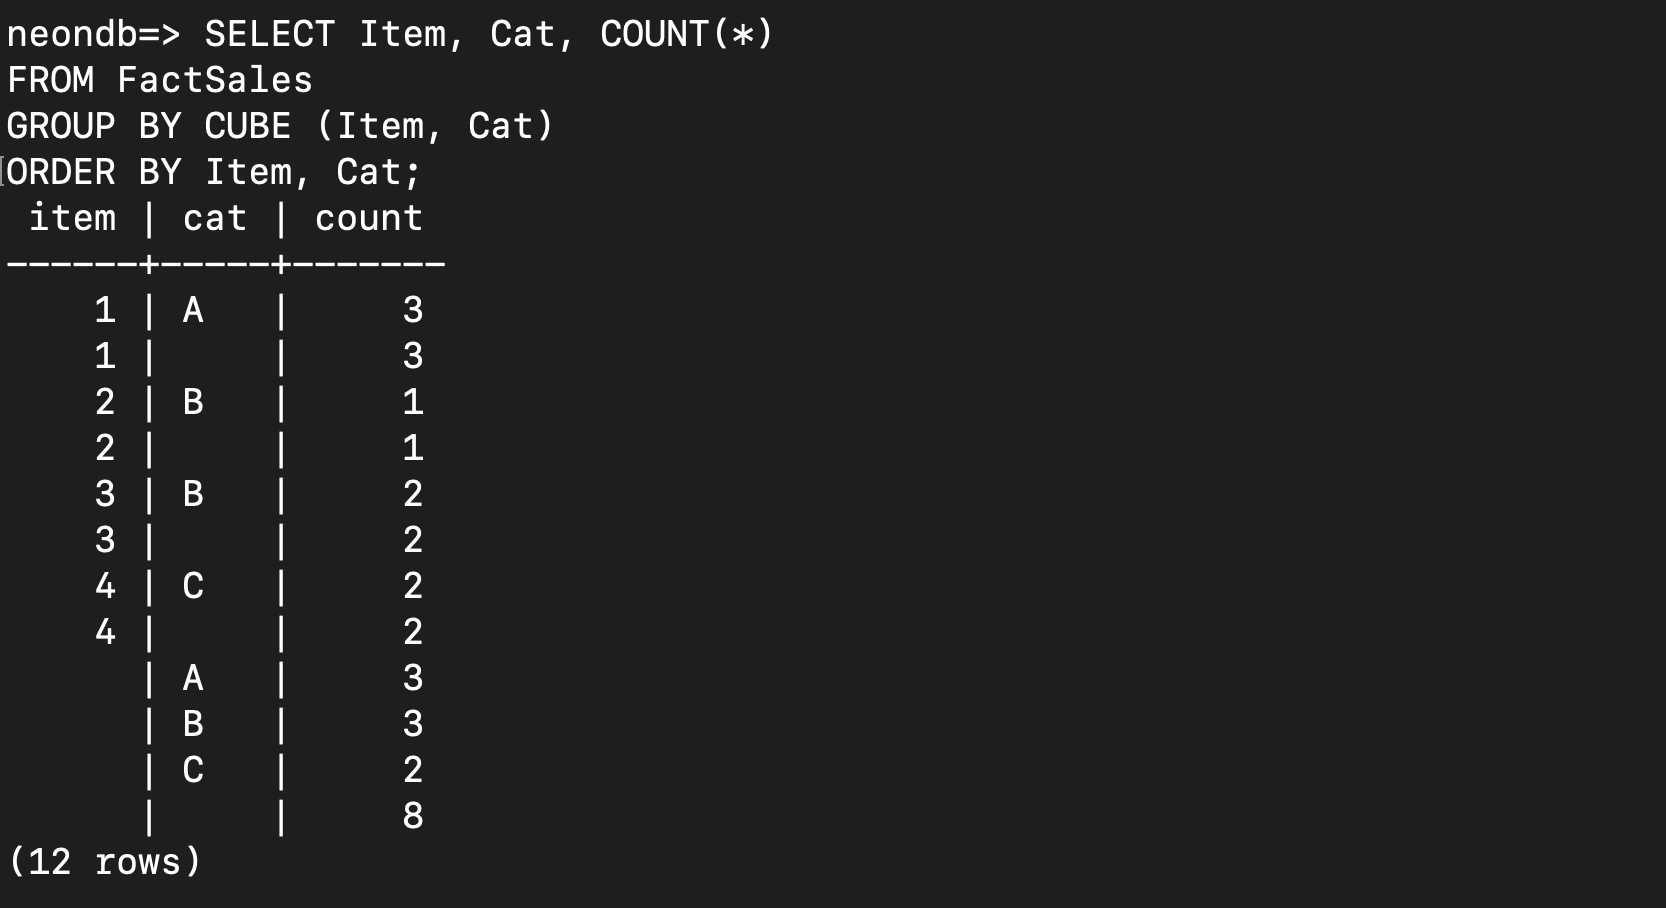 neondb=> SELECT Item, Cat, COUNT(*)
FROM FactSales
GROUP BY CUBE (Item, Cat)
ORDER BY Item, Cat;
 item | cat | count
------+-----+-------
    1 | A   |     3
    1 |     |     3
    2 | B   |     1
    2 |     |     1
    3 | B   |     2
    3 |     |     2
    4 | C   |     2
    4 |     |     2
      | A   |     3
      | B   |     3
      | C   |     2
      |     |     8
(12 rows)